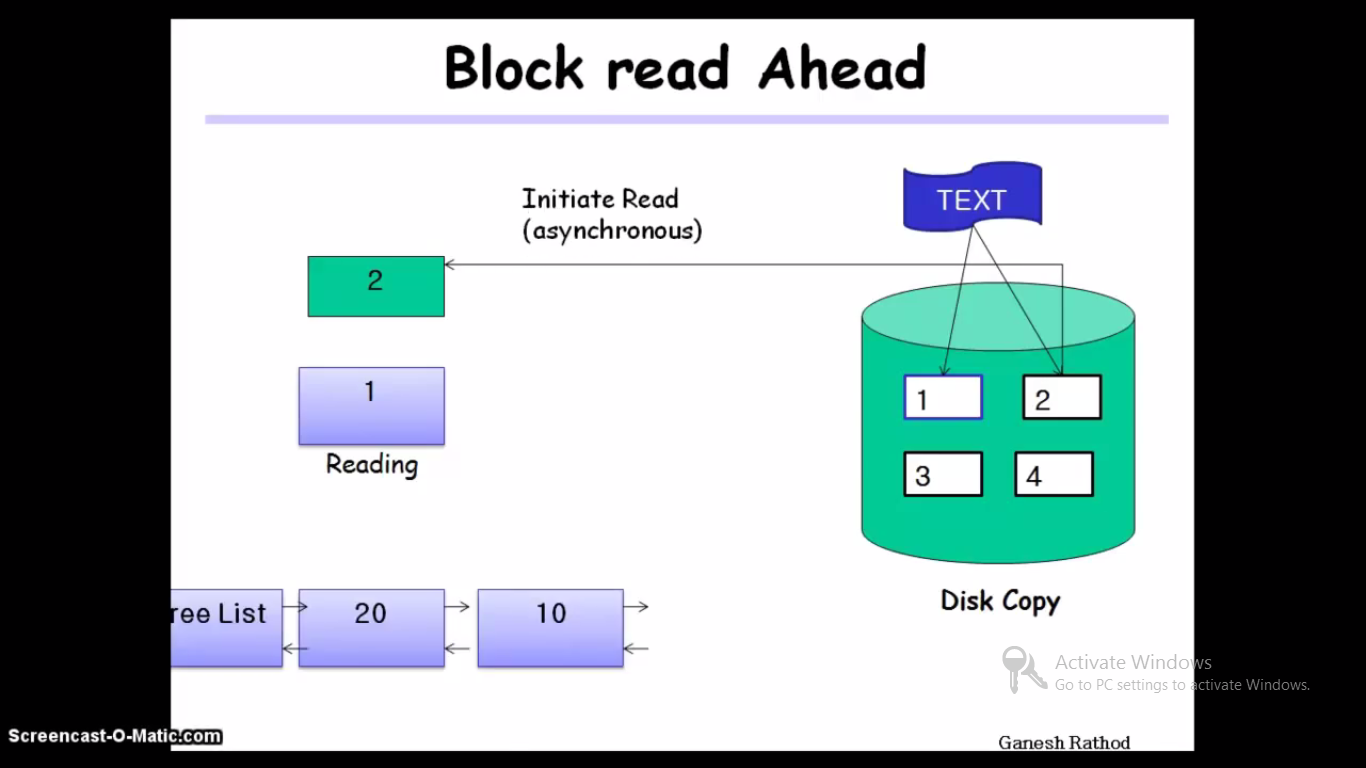 Block read Ahead
Initiate Read
(asynchronous)
TEXT
2
1
Reading
1
2
3
4
Disk Copy
ree List
20
10
Activate Windows
Go to PC settings to activate Windows.
Screencast-O-Matic.com
Ganesh Rathod